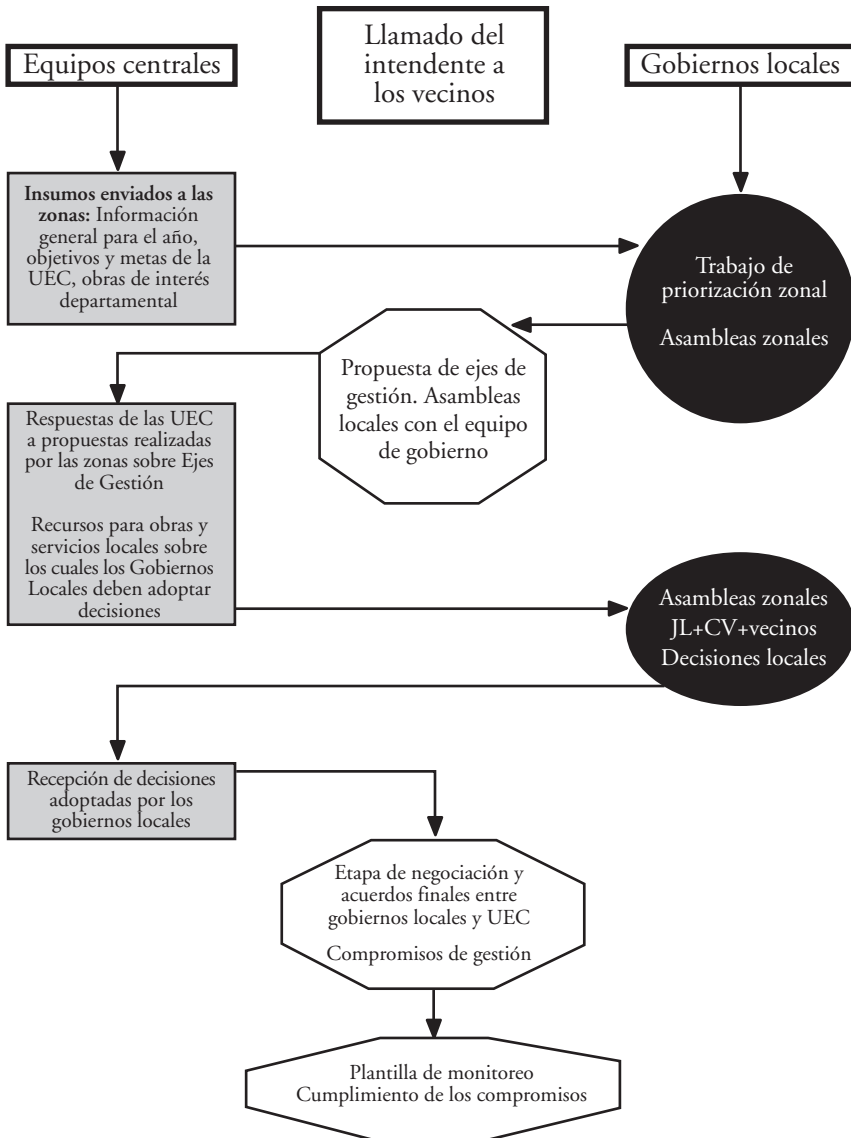 Equipos centrales
Llamado del
intendente a
los vecinos
Gobiernos locales
Insumos enviados a las
zonas: Información
general para el año,
objetivos y metas de la
UEC, obras de interés
departamental
Trabajo de
priorización zonal
Asambleas zonales
Propuesta de ejes de
gestión. Asambleas
locales con el equipo
de gobierno
Respuestas de las UEC
a propuestas realizadas
por las zonas sobre Ejes
de Gestión
Recursos para obras y
servicios locales sobre
los cuales los Gobiernos
Locales deben adoptar
decisiones
Asambleas zonales
JL+CV+vecinos
Decisiones locales
Recepción de decisiones
adoptadas por los
gobiernos locales
Etapa de negociación y
acuerdos finales entre
gobiernos locales y UEC
Compromisos de gestión
Plantilla de monitoreo
Cumplimiento de los compromisos